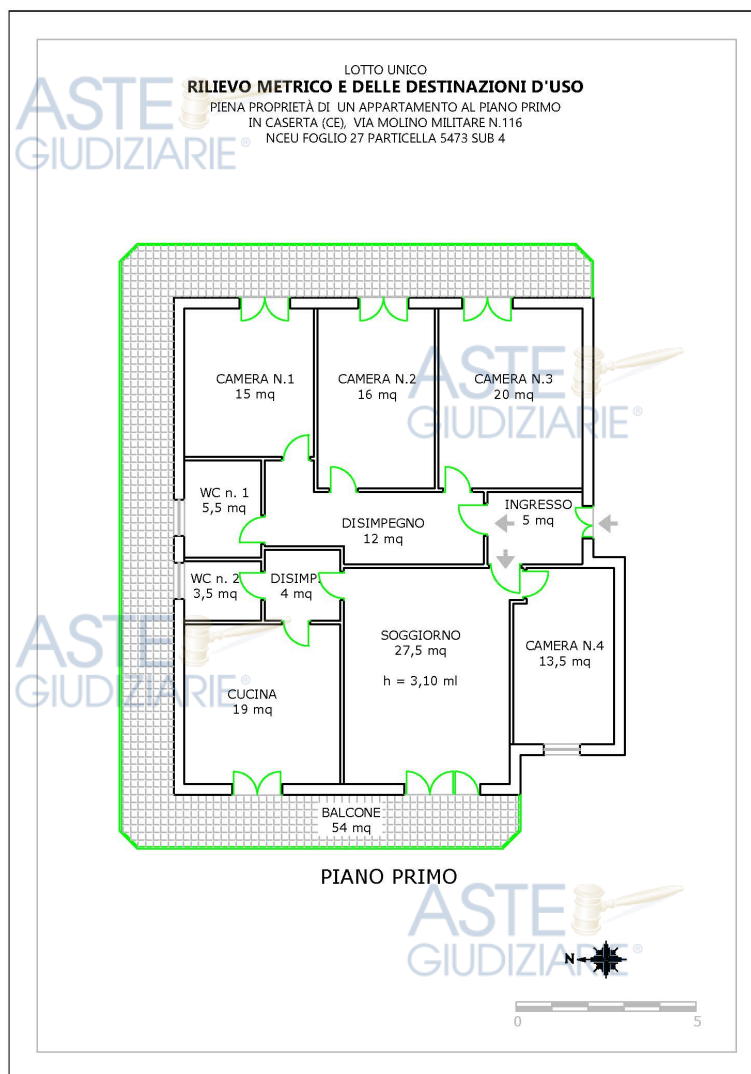 LOTTO UNICO
RILIEVO METRICO E DELLE DESTINAZIONI D'USO
PIENA PROPRIETÀ DI UN APPARTAMENTO AL PIANO PRIMO
IN CASERTA (CE), VIA MOLINO MILITARE N.116
NCEU FOGLIO 27 PARTICELLA 5473 SUB 4
ASTE
GIUDIZIARIE®
CAMERA N.1
15 mq
CAMERA N.2
16 mq
CAMERA N.3
20 mq
ASTE
GIUDIZIARIE®
WC n. 1
5,5 mq
INGRESSO
5 mq
DISIMPEGNO
12 mq
WC n. 2
3,5 mq
DISIMP.
4 mq
ASTE
GIUDIZIARIE®
SOGGIORNO
27,5 mq
h = 3,10 ml
CAMERA N.4
13,5 mq
CUCINA
19 mq
BALCONE
54 mq
PIANO PRIMO
ASTE
GIUDIZIARIE®
N
0
5